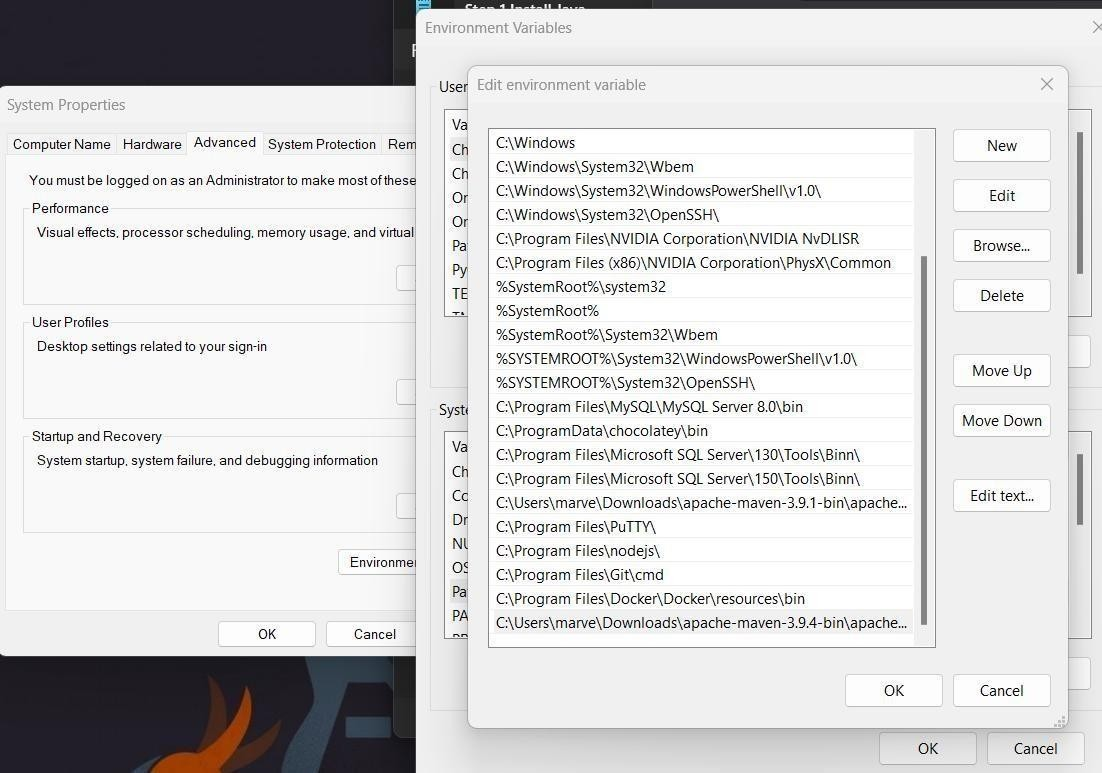 Step 1 Install Java
Environment Variables
System Properties
Computer Name
Hardware
Advanced
System Protection
Rem
You must be logged on as an Administrator to make most of these
Performance
Visual effects, processor scheduling, memory usage, and virtual
User Profiles
Desktop settings related to your sign-in
Startup and Recovery
System startup, system failure, and debugging information
Environme
OK
Cancel
User
Va
Ch
Ch
On
On
Pa
Py
TE
Syste
Va
Ch
Co
Dr
NU
OS
Pa
PA
Edit environment variable
C:\Windows
C:\Windows\System32\Wbem
C:\Windows\System32\WindowsPowerShell\v1.0\
C:\Windows\System32\OpenSSH\
C:\Program Files\NVIDIA Corporation\NVIDIA NvDLISR
C:\Program Files (x86)\NVIDIA Corporation\PhysX\Common
%SystemRoot%\system32
%SystemRoot%
%SystemRoot%\System32\Wbem
%SYSTEMROOT%\System32\WindowsPowerShell\v1.0\
%SYSTEMROOT%\System32\OpenSSH\
C:\Program Files\MySQL\MySQL Server 8.0\bin
C:\ProgramData\chocolatey\bin
C:\Program Files\Microsoft SQL Server\130\Tools\Binn\
C:\Program Files\Microsoft SQL Server\150\Tools\Binn\
C:\Users\marve\Downloads\apache-maven-3.9.1-bin\apache...
C:\Program Files\PuTTY\
C:\Program Files\nodejs\
C:\Program Files\Git\cmd
C:\Program Files\Docker\Docker\resources\bin
C:\Users\marve\Downloads\apache-maven-3.9.4-bin\apache...
New
Edit
Browse...
Delete
Move Up
Move Down
Edit text...
OK
Cancel
OK
Cancel